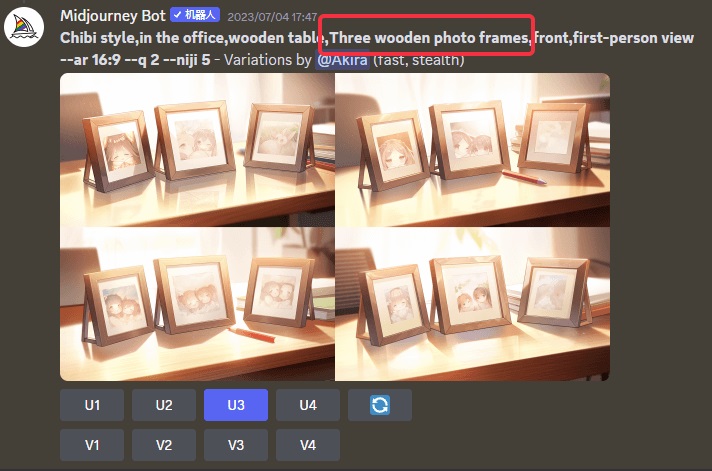 Midjourney Bot ✓ 机器人 2023/07/04 17:47
Chibi style,in the office,wooden table,Three wooden photo frames,front,first-person view
--ar 16:9 --q 2 --niji 5 - Variations by @Akira (fast, stealth)
U1 U2 U3 U4
V1 V2 V3 V4